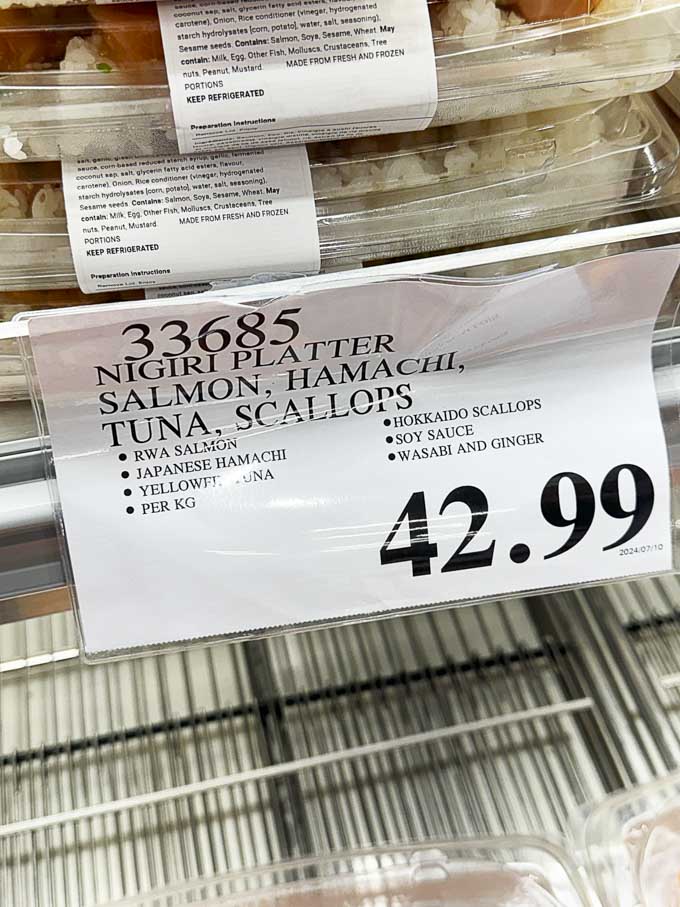 coconut sap, salt, glycerin fatty acid esters, flavour,
carotene), Onion, Rice conditioner (vinegar, hydrogenated
starch hydrolysates [corn, potato], water, salt, seasoning),
Sesame seeds. Contains: Salmon, Soya, Sesame, Wheat. May
contain: Milk, Egg, Other Fish, Molluscs, Crustaceans, Tree
nuts, Peanut, Mustard. MADE FROM FRESH AND FROZEN
PORTIONS
KEEP REFRIGERATED
Preparation Instructions
sauce, corn-based reduced starch syrup, garlic, fermented
coconut sap, salt, glycerin fatty acid esters, flavour,
carotene), Onion, Rice conditioner (vinegar, hydrogenated
starch hydrolysates [corn, potato], water, salt, seasoning),
Sesame seeds. Contains: Salmon, Soya, Sesame, Wheat. May
contain: Milk, Egg, Other Fish, Molluscs, Crustaceans, Tree
nuts, Peanut, Mustard MADE FROM FRESH AND FROZEN
PORTIONS
KEEP REFRIGERATED
Preparation Instructions
33685
NIGIRI PLATTER
SALMON, HAMACHI,
TUNA, SCALLOPS
• RWA SALMON
• JAPANESE HAMACHI
• YELLOWFIN TUNA
• PER KG
• HOKKAIDO SCALLOPS
• SOY SAUCE
• WASABI AND GINGER
42.99
2024/07/10